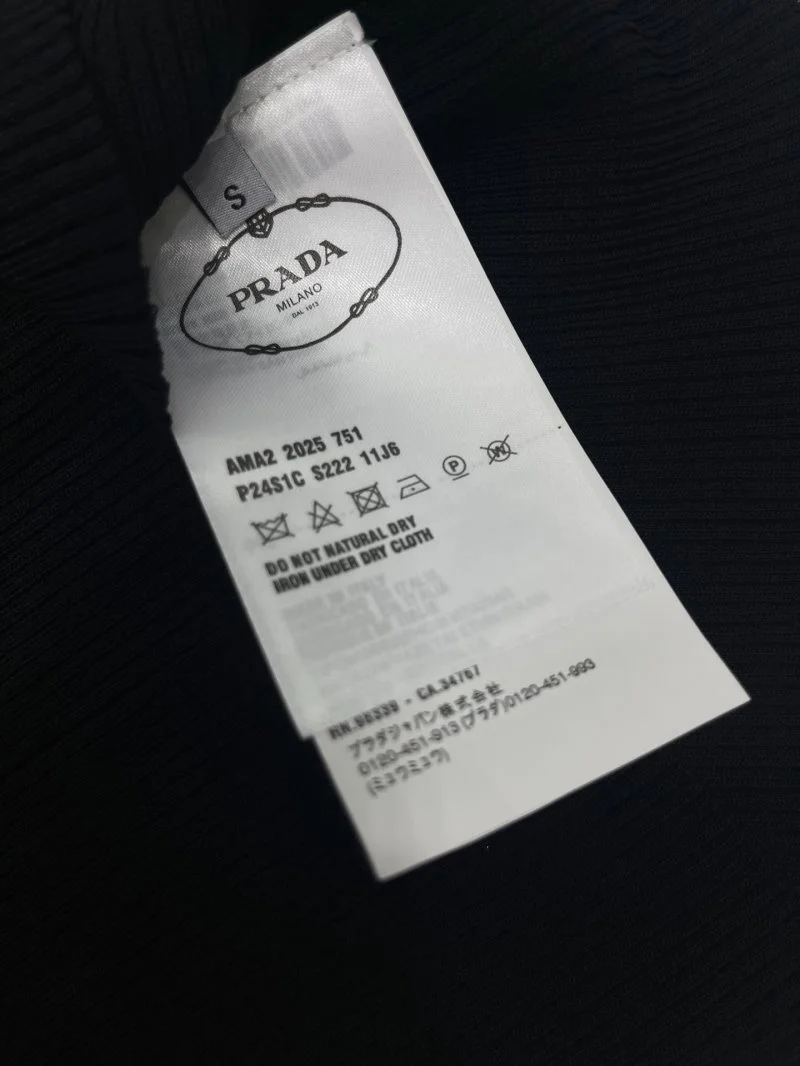 S
PRADA
MILANO
DAL 1913
AMA2 2025 751
P24S1C S222 11J6
P W
DO NOT NATURAL DRY
IRON UNDER DRY CLOTH
RN.96339 - CA.34767
プラダジャパン株式会社
0120-451-913 (プラダ)0120-451-993
(ミュウミュウ)